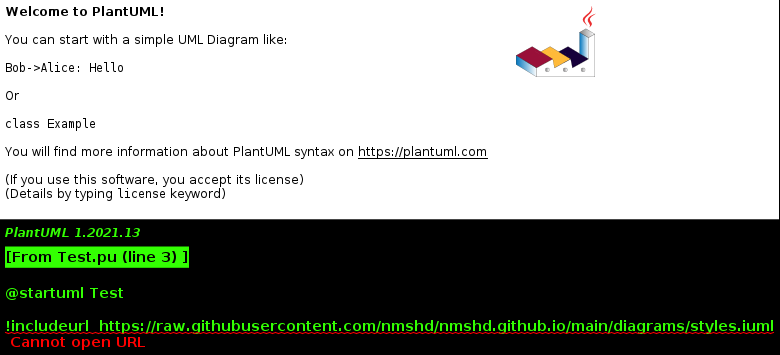 Welcome to PlantUML!
You can start with a simple UML Diagram like:
Bob->Alice: Hello
Or
class Example
You will find more information about PlantUML syntax on https://plantuml.com
(If you use this software, you accept its license)
(Details by typing license keyword)
PlantUML 1.2021.13
[From Test.pu (line 3) ]
@startuml Test
!includeurl https://raw.githubusercontent.com/nmshd/nmshd.github.io/main/diagrams/styles.iuml
Cannot open URL